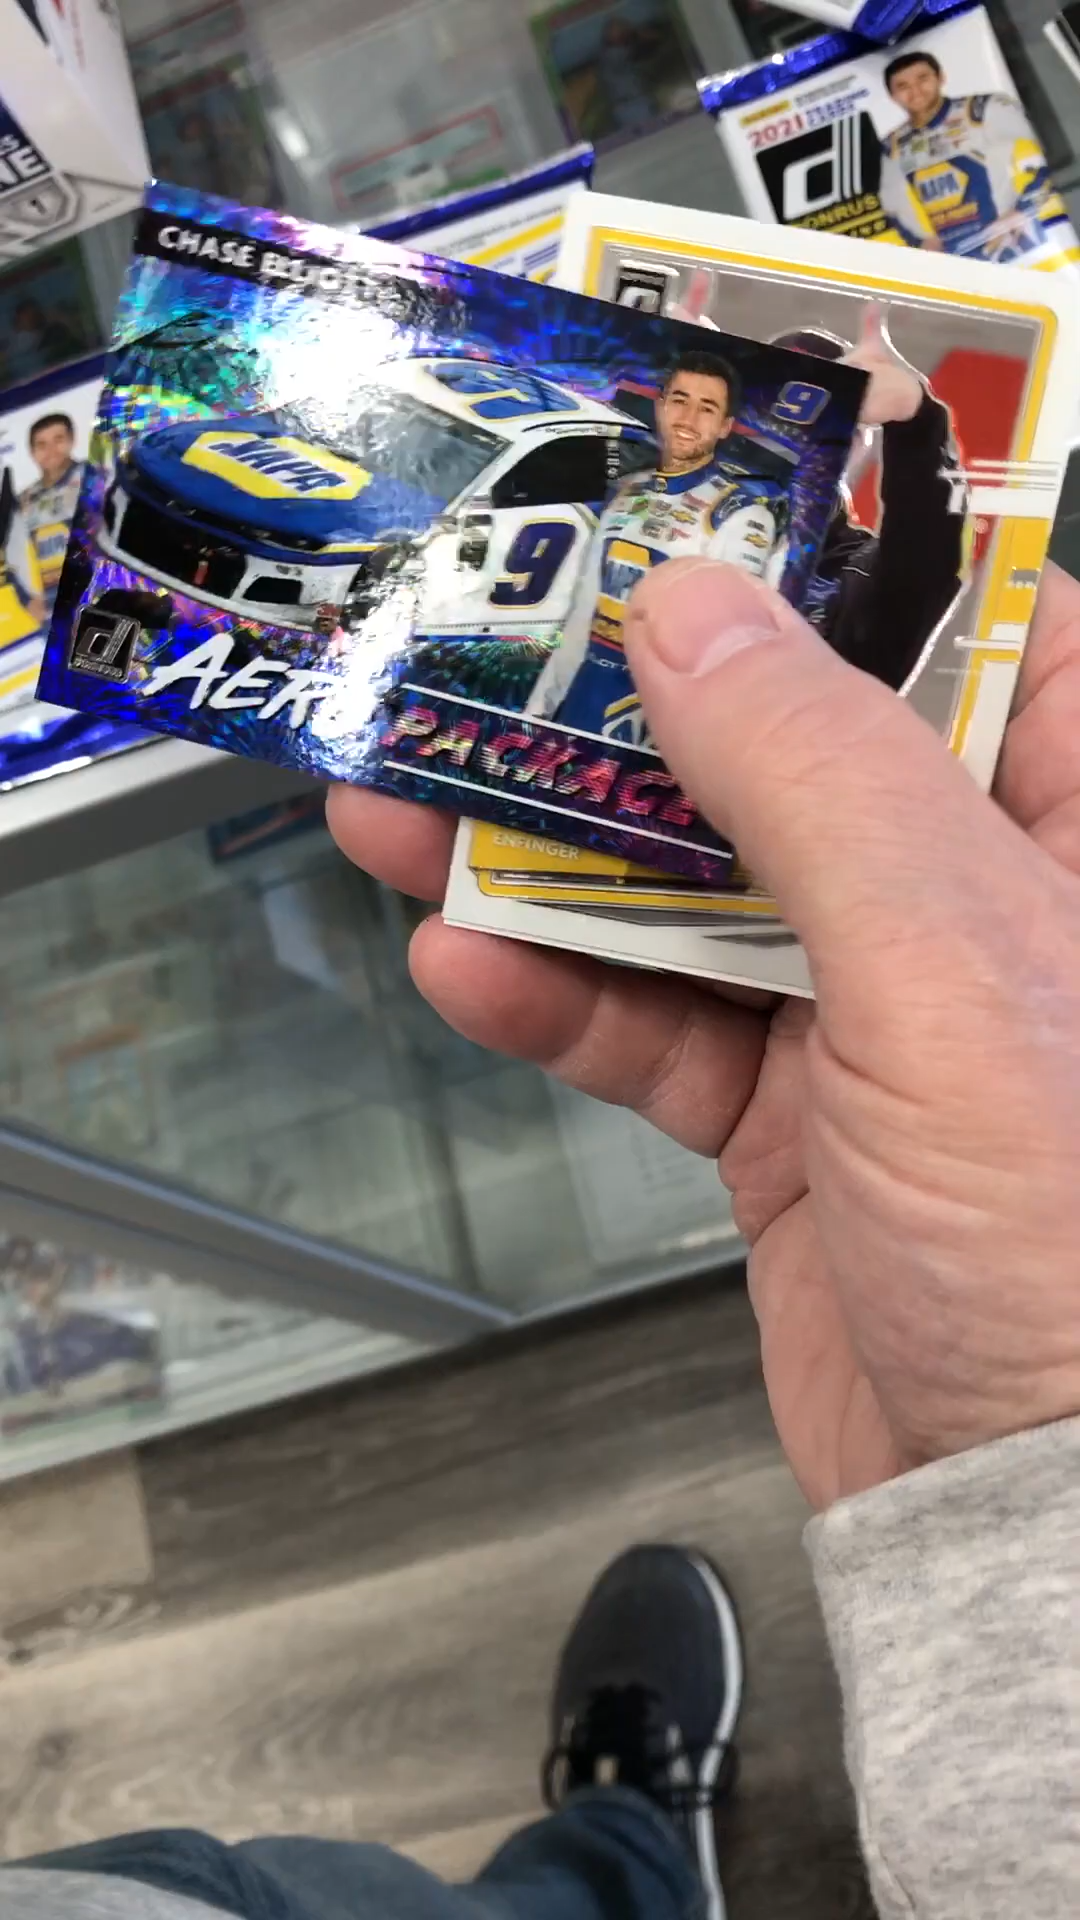 2021
DONRUSS
NAPA
CHASE ELLIOTT
9
NAPA
9
AERO
PACKAGE
ENFINGER